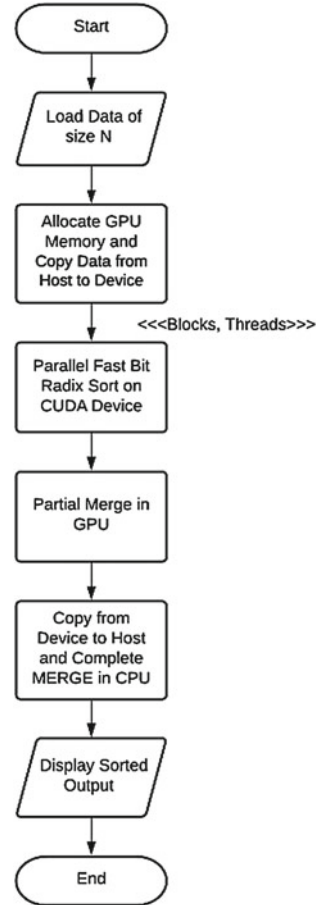 Start
Load Data of
size N
Allocate GPU
Memory and
Copy Data from
Host to Device
<<<Blocks, Threads>>>
Parallel Fast Bit
Radix Sort on
CUDA Device
Partial Merge in
GPU
Copy from
Device to Host
and Complete
MERGE in CPU
Display Sorted
Output
End